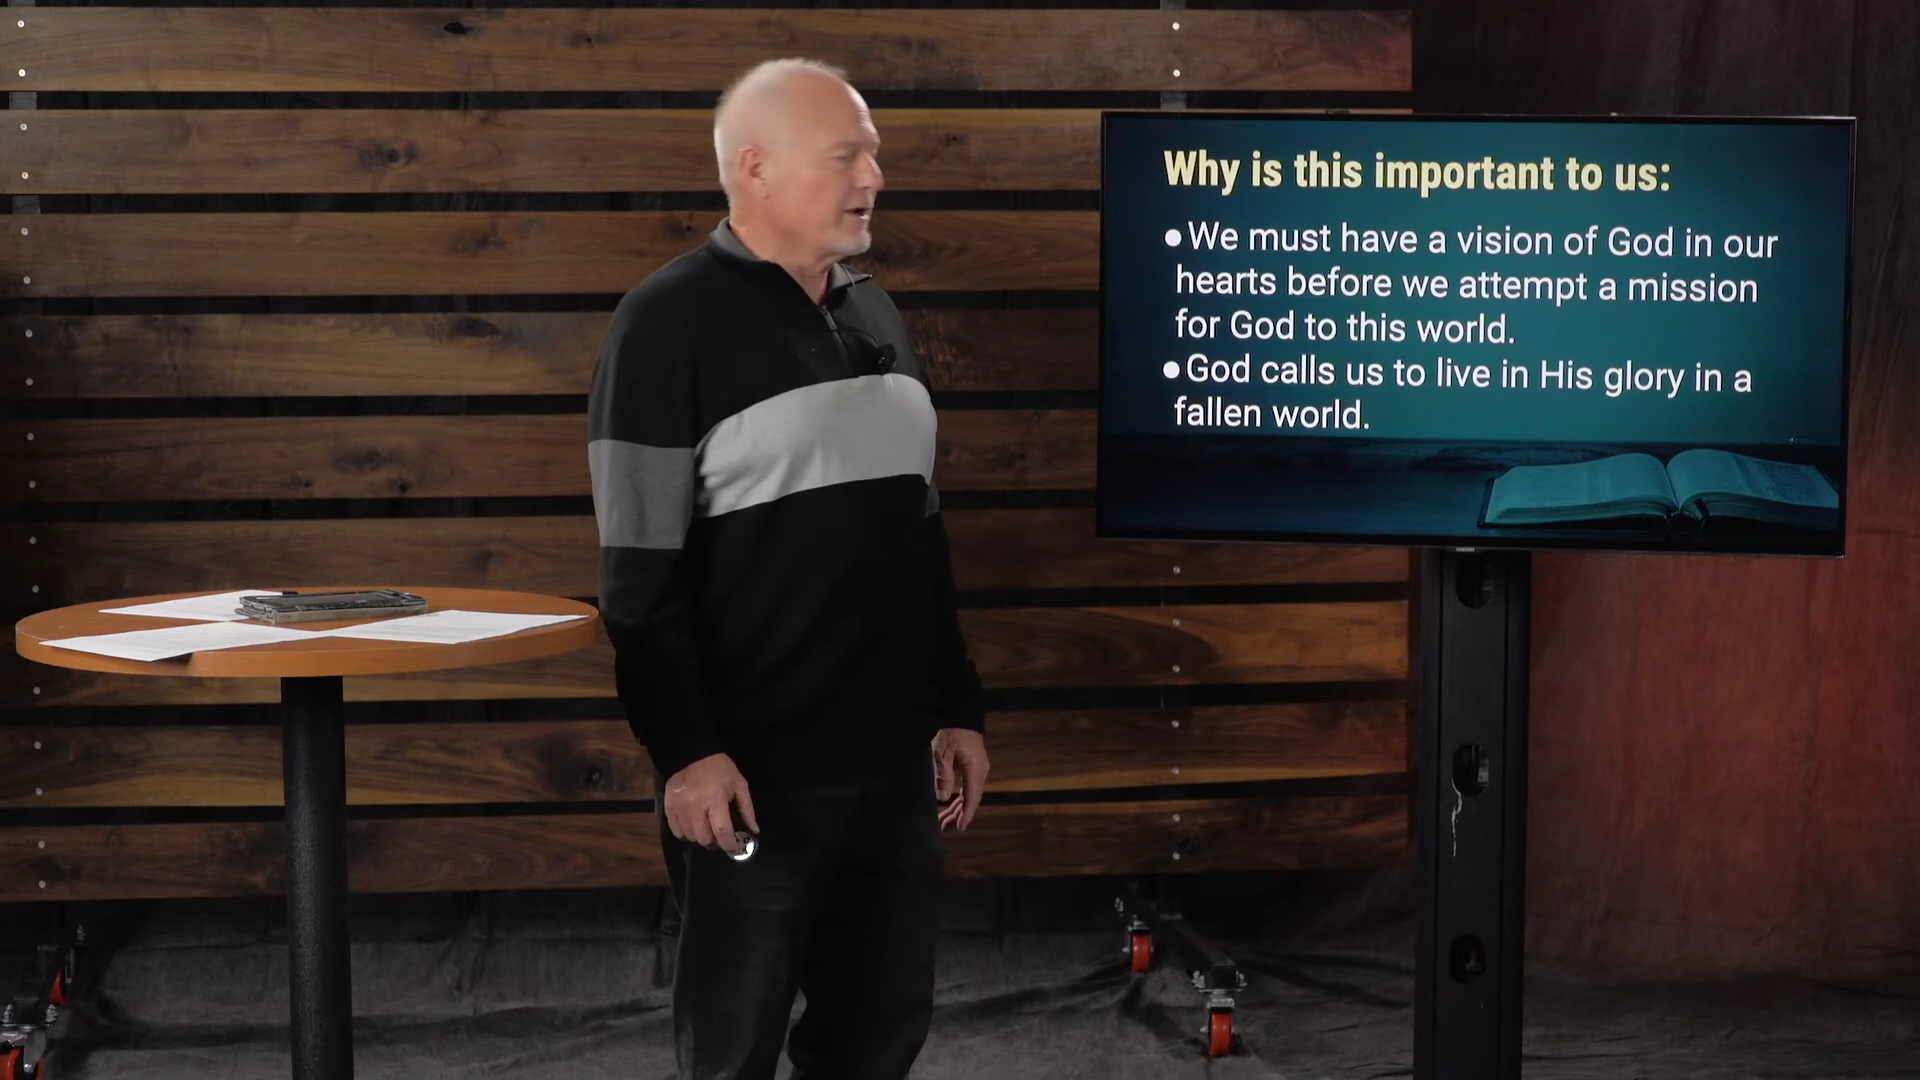 Why is this important to us:
●We must have a vision of God in our
hearts before we attempt a mission
for God to this world.
●God calls us to live in His glory in a
fallen world.